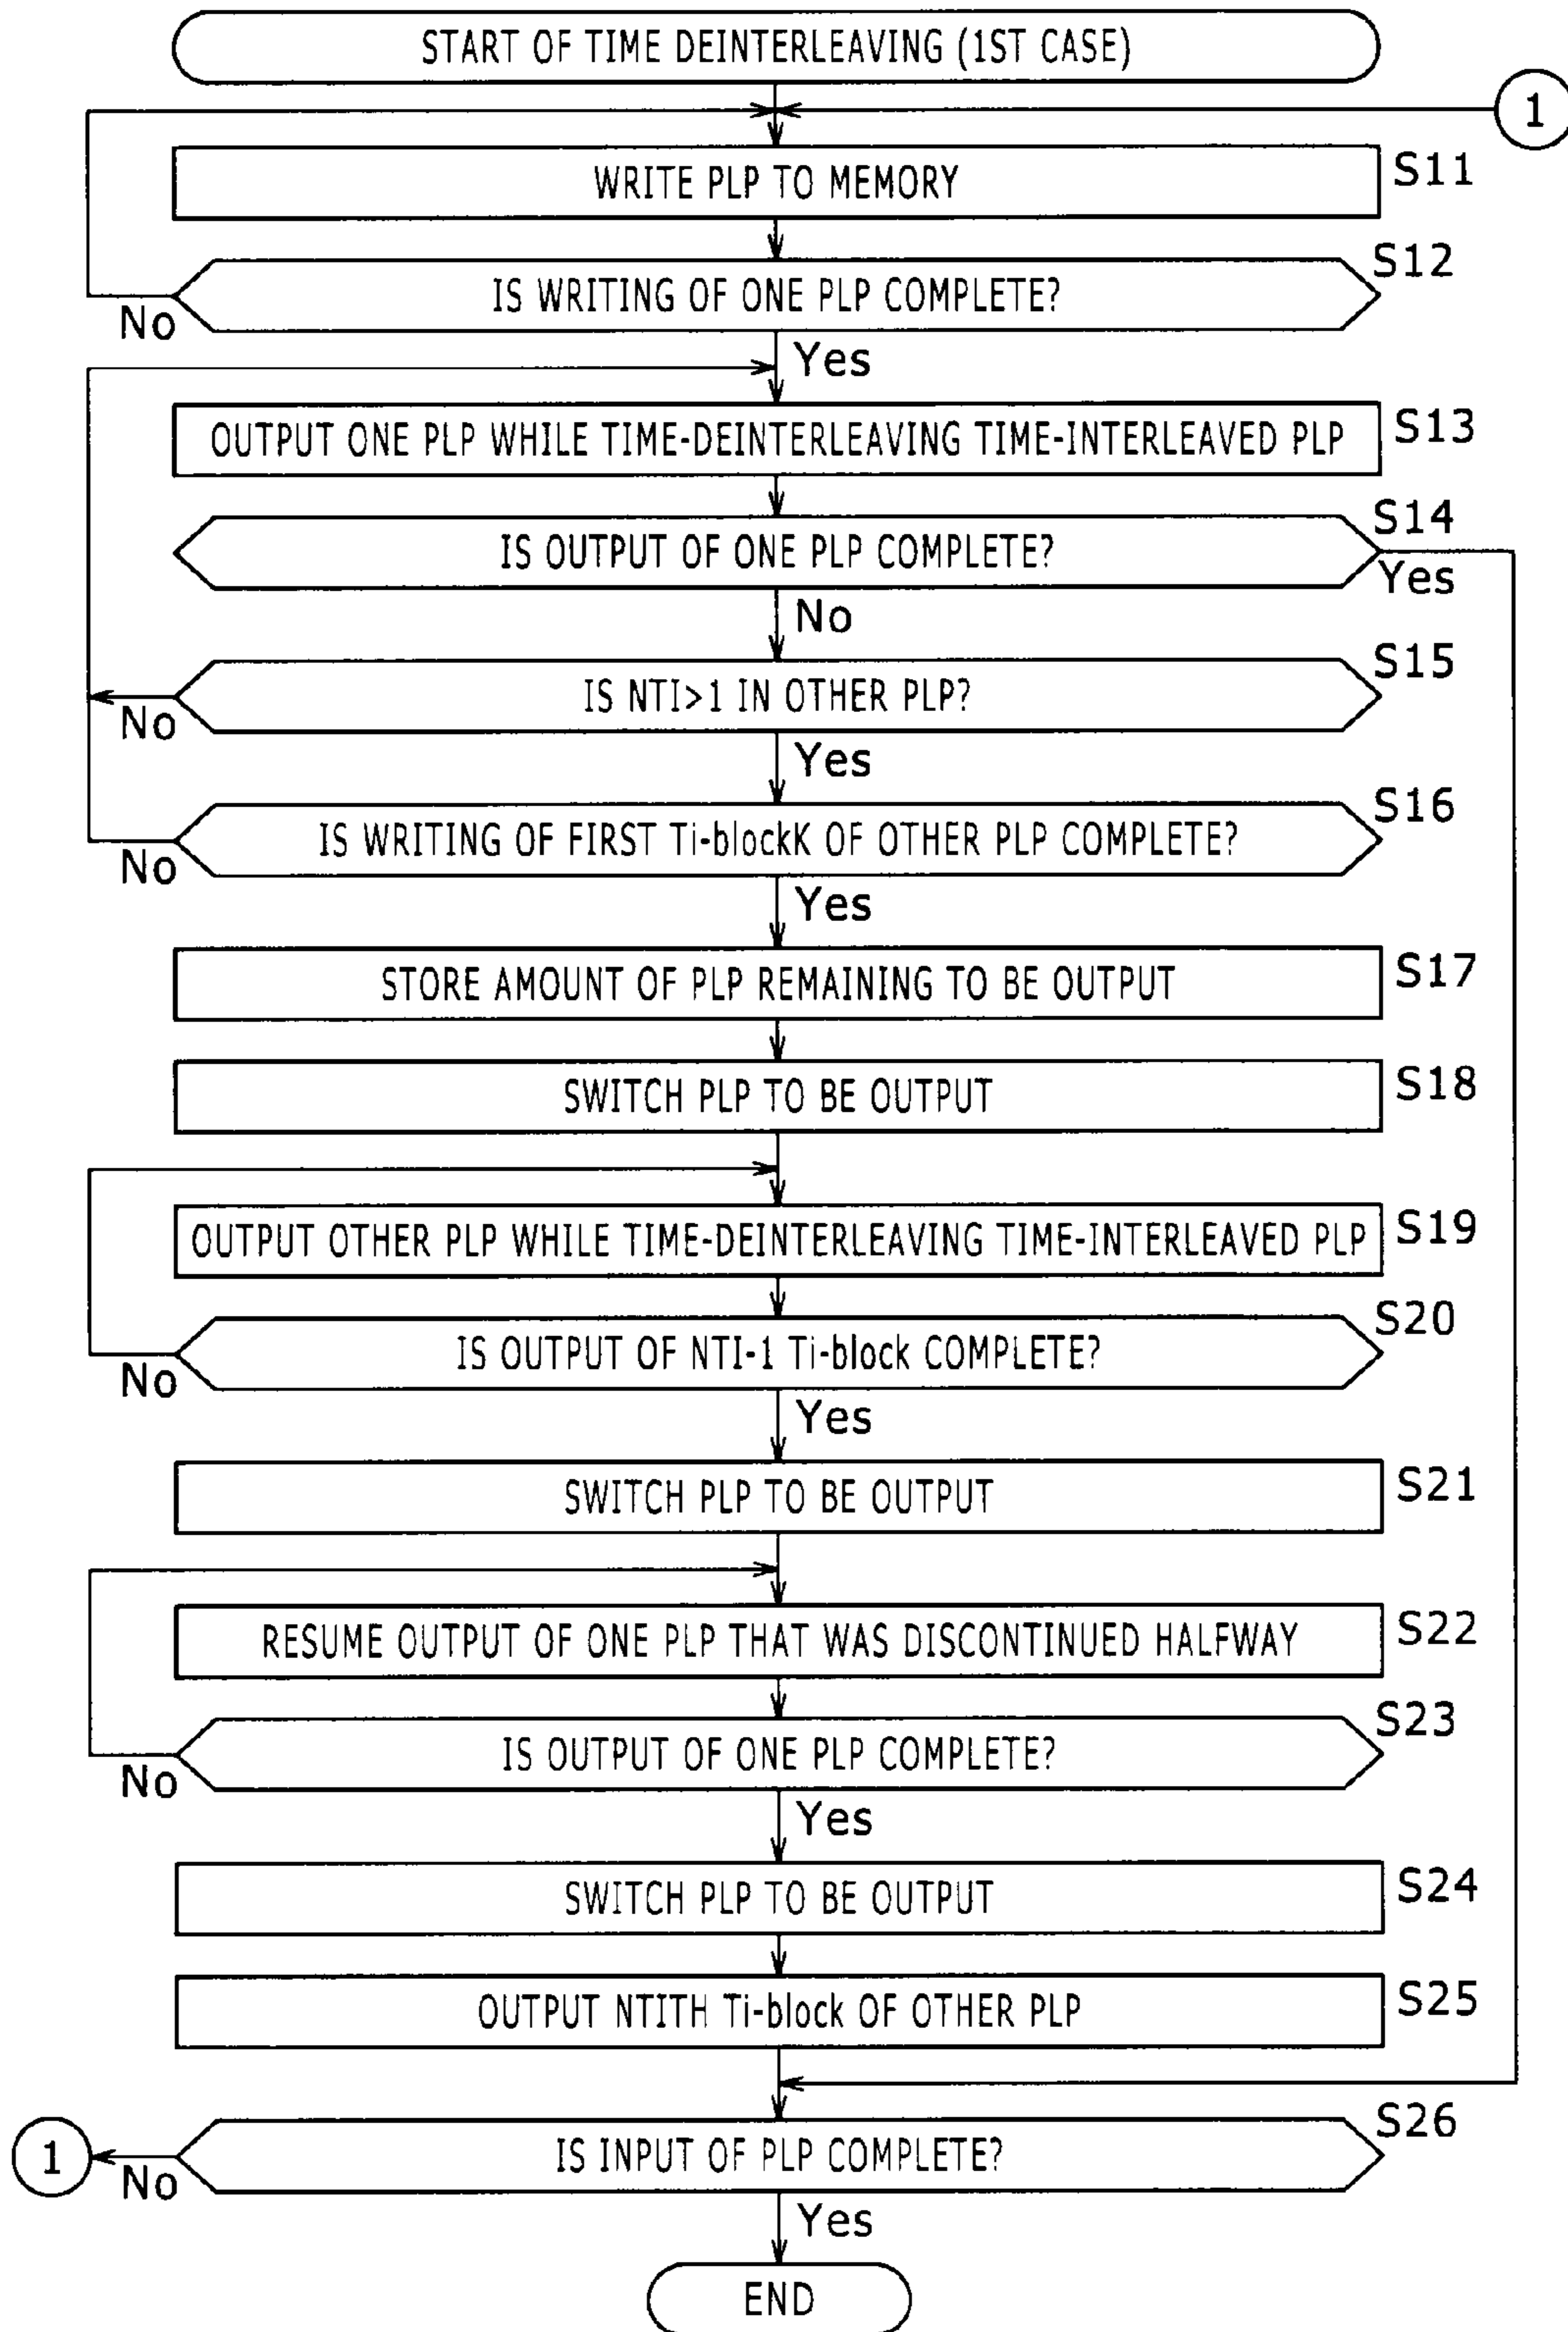 START OF TIME DEINTERLEAVING (1ST CASE)
1
WRITE PLP TO MEMORY
S11
S12
IS WRITING OF ONE PLP COMPLETE?
No
Yes
OUTPUT ONE PLP WHILE TIME-DEINTERLEAVING TIME-INTERLEAVED PLP
S13
S14
IS OUTPUT OF ONE PLP COMPLETE?
Yes
No
S15
IS NTI>1 IN OTHER PLP?
No
Yes
S16
IS WRITING OF FIRST Ti-blockK OF OTHER PLP COMPLETE?
No
Yes
STORE AMOUNT OF PLP REMAINING TO BE OUTPUT
S17
SWITCH PLP TO BE OUTPUT
S18
OUTPUT OTHER PLP WHILE TIME-DEINTERLEAVING TIME-INTERLEAVED PLP
S19
S20
IS OUTPUT OF NTI-1 Ti-block COMPLETE?
No
Yes
SWITCH PLP TO BE OUTPUT
S21
RESUME OUTPUT OF ONE PLP THAT WAS DISCONTINUED HALFWAY
S22
S23
IS OUTPUT OF ONE PLP COMPLETE?
No
Yes
SWITCH PLP TO BE OUTPUT
S24
OUTPUT NTITH Ti-block OF OTHER PLP
S25
S26
1
IS INPUT OF PLP COMPLETE?
No
Yes
END